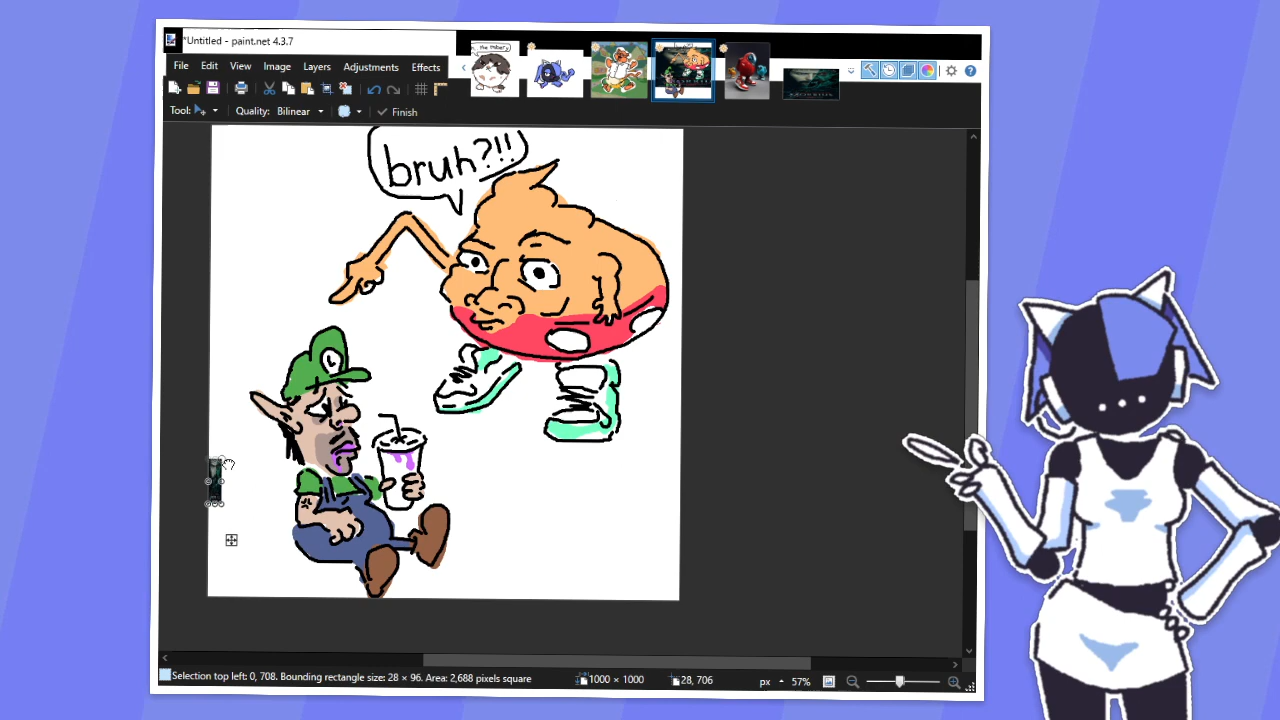 *Untitled - paint.net 4.3.7
File Edit View Image Layers Adjustments Effects
Tool: Quality: Bilinear Finish
bruh?!!
L
Selection top left: 0, 708. Bounding rectangle size: 28 × 96. Area: 2,688 pixels square 1000 × 1000 28, 706 px 57%